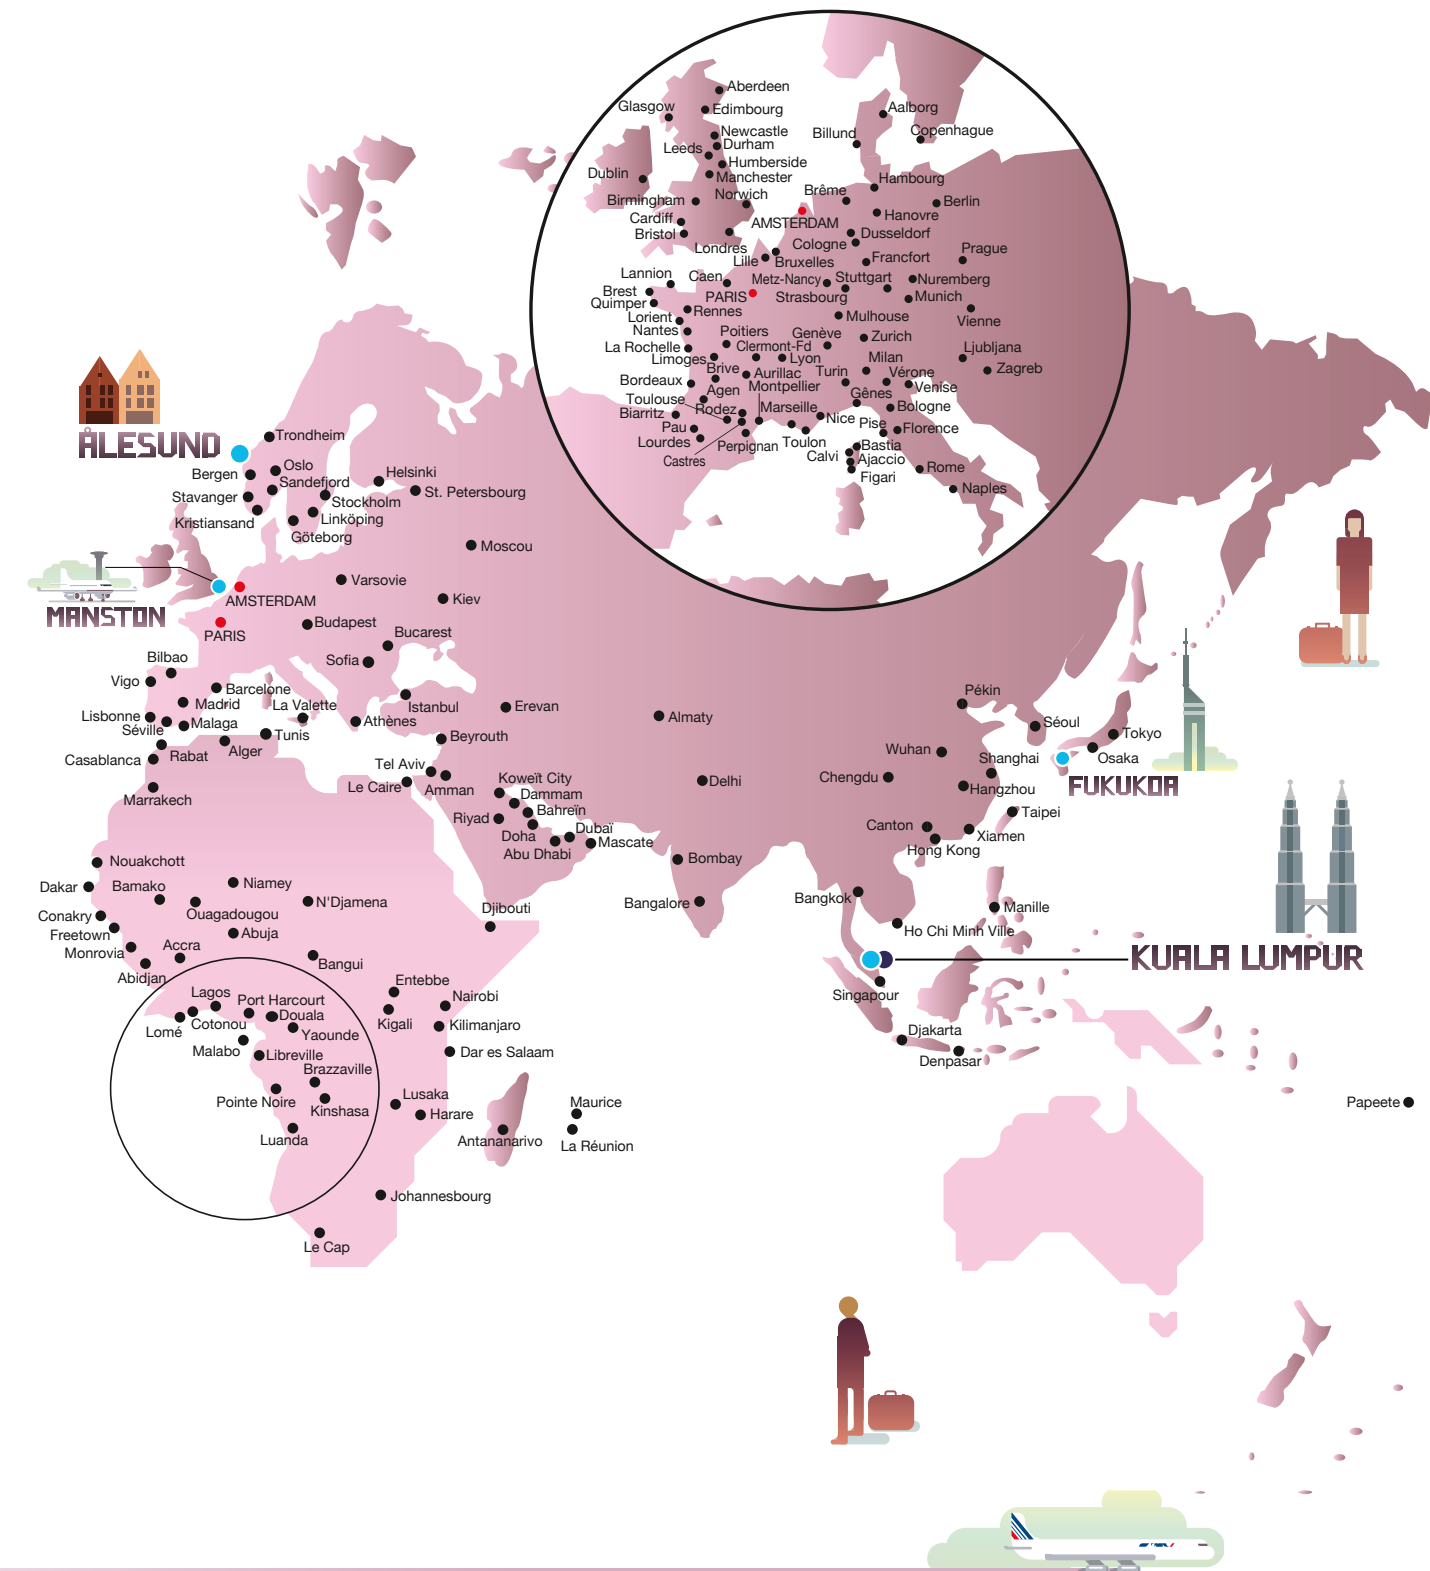 Aberdeen
Glasgow
Edimbourg
Aalborg
Newcastle
Billund
Copenhague
Durham
Leeds
Humberside
Dublin
Manchester
Hambourg
Norwich
Brême
Birmingham
Berlin
Hanovre
Cardiff
AMSTERDAM
Bristol
Dusseldorf
Londres
Cologne
Prague
Lille
Bruxelles
Francfort
Lannion
Caen
Metz-Nancy
Stuttgart
Nuremberg
Brest
PARIS
Strasbourg
Munich
Quimper
Rennes
Lorient
Mulhouse
Vienne
Nantes
Poitiers
Genève
Zurich
La Rochelle
Clermont-Fd
Ljubljana
Limoges
Lyon
Milan
Brive
Aurillac
Turin
Vérone
Zagreb
Bordeaux
Agen
Montpellier
Venise
Toulouse
Gênes
Biarritz
Rodez
Marseille
Bologne
Pau
Nice
Pise
Florence
Lourdes
Perpignan
Toulon
Bastia
Castres
Calvi
Ajaccio
Rome
Figari
Naples
ÅLESUND
Trondheim
Bergen
Oslo
Helsinki
Sandefjord
St. Petersbourg
Stavanger
Stockholm
Kristiansand
Linköping
Göteborg
Moscou
Varsovie
MANSTON
AMSTERDAM
Kiev
PARIS
Budapest
Bucarest
Bilbao
Sofia
Vigo
Barcelone
Madrid
La Valette
Istanbul
Erevan
Lisbonne
Séville
Malaga
Athènes
Almaty
Pékin
Séoul
Tokyo
Casablanca
Rabat
Alger
Tunis
Beyrouth
Wuhan
Shanghai
Osaka
Tel Aviv
Koweït City
Chengdu
FUKUKOA
Marrakech
Le Caire
Amman
Dammam
Delhi
Hangzhou
Riyad
Bahreïn
Taipei
Doha
Dubaï
Canton
Xiamen
Abu Dhabi
Mascate
Hong Kong
Nouakchott
Bombay
Dakar
Bamako
Niamey
N'Djamena
Djibouti
Bangalore
Bangkok
Manille
Conakry
Ouagadougou
Freetown
Abuja
Ho Chi Minh Ville
Monrovia
Accra
KUALA LUMPUR
Abidjan
Bangui
Entebbe
Singapour
Lagos
Port Harcourt
Nairobi
Lomé
Cotonou
Douala
Kigali
Kilimanjaro
Djakarta
Yaounde
Malabo
Libreville
Dar es Salaam
Denpasar
Brazzaville
Pointe Noire
Kinshasa
Lusaka
Maurice
Papeete
Harare
Luanda
Antananarivo
La Réunion
Johannesbourg
Le Cap